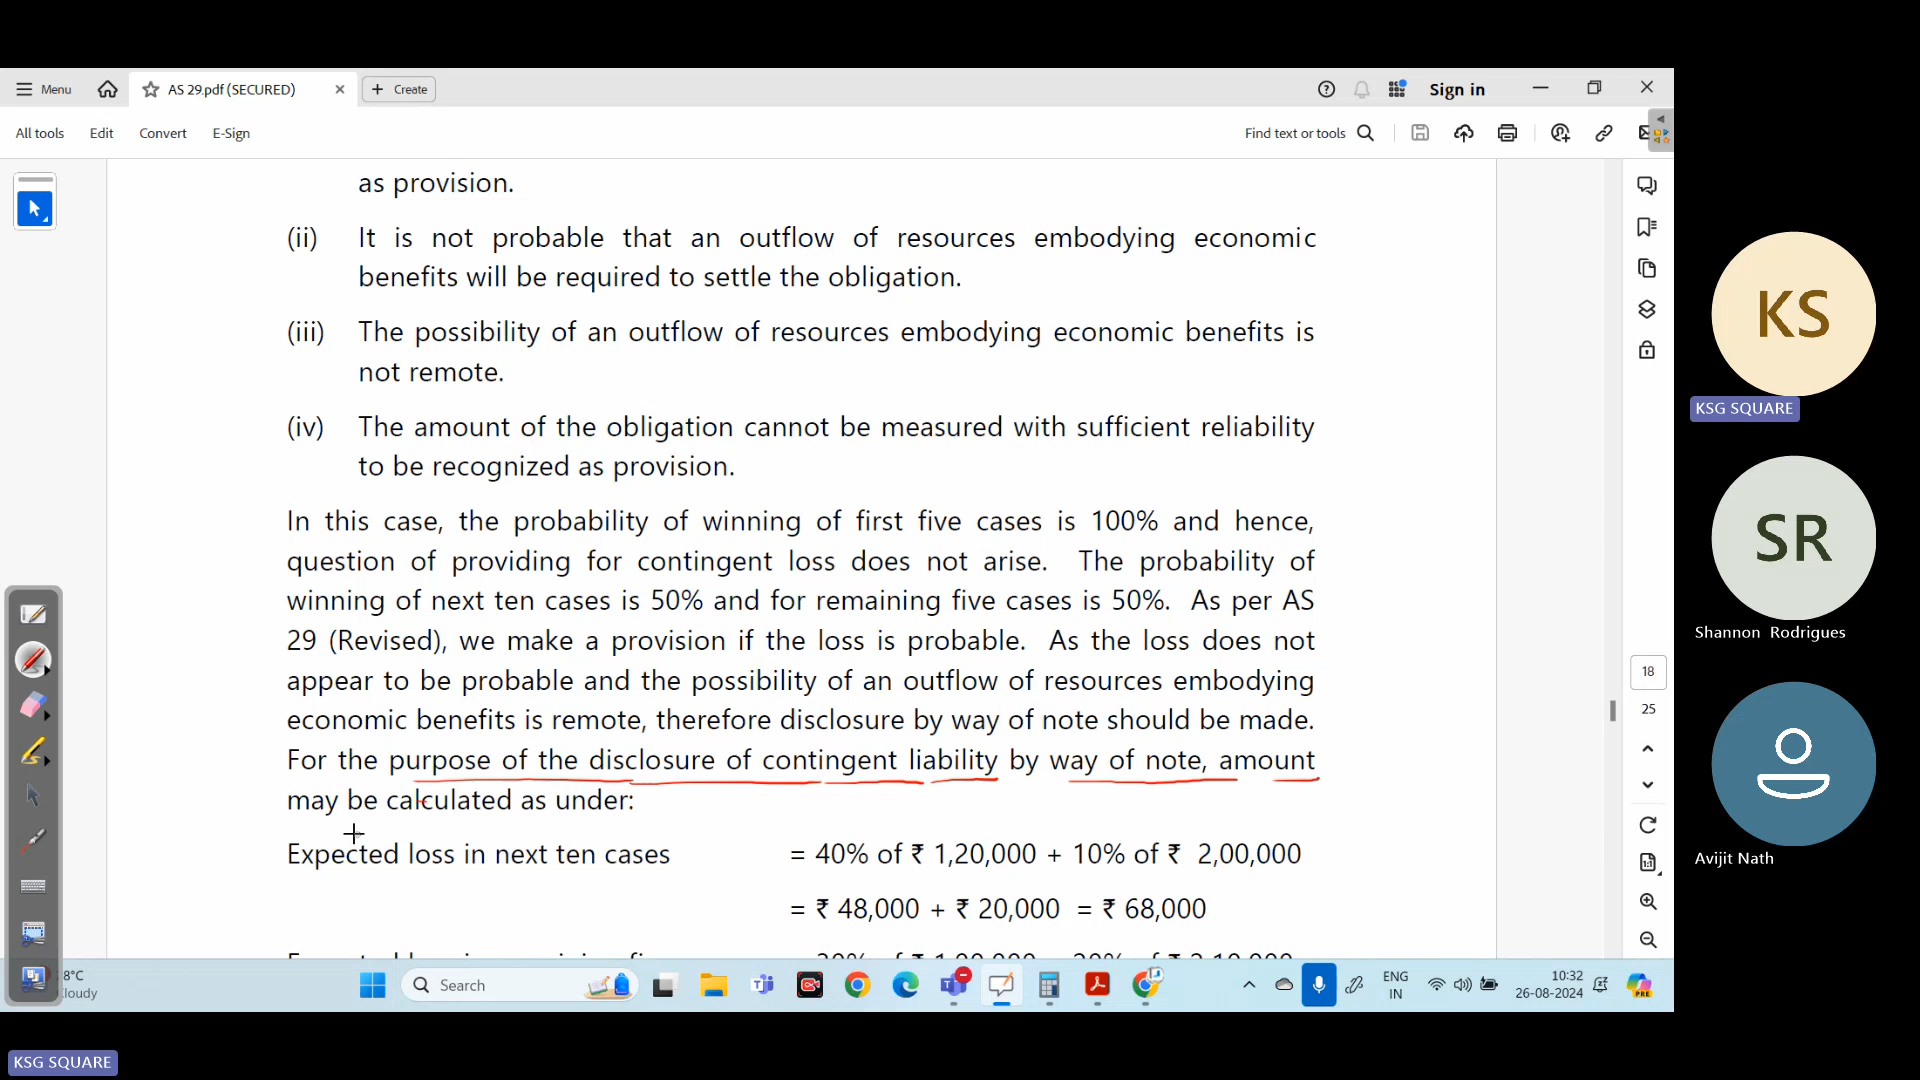 Menu
AS 29.pdf (SECURED)
Create
Sign in
All tools
Edit
Convert
E-Sign
Find text or tools
as provision.
(ii) It is not probable that an outflow of resources embodying economic
benefits will be required to settle the obligation.
(iii) The possibility of an outflow of resources embodying economic benefits is
not remote.
(iv) The amount of the obligation cannot be measured with sufficient reliability
to be recognized as provision.
In this case, the probability of winning of first five cases is 100% and hence,
question of providing for contingent loss does not arise. The probability of
winning of next ten cases is 50% and for remaining five cases is 50%. As per AS
29 (Revised), we make a provision if the loss is probable. As the loss does not
appear to be probable and the possibility of an outflow of resources embodying
economic benefits is remote, therefore disclosure by way of note should be made.
For the purpose of the disclosure of contingent liability by way of note, amount
may be calculated as under:
Expected loss in next ten cases = 40% of ₹ 1,20,000 + 10% of ₹ 2,00,000
= ₹ 48,000 + ₹ 20,000 = ₹ 68,000
18
25
KS
KSG SQUARE
SR
Shannon Rodrigues
Avijit Nath
8°C
Cloudy
Search
ENG
IN
10:32
26-08-2024
PRE
KSG SQUARE